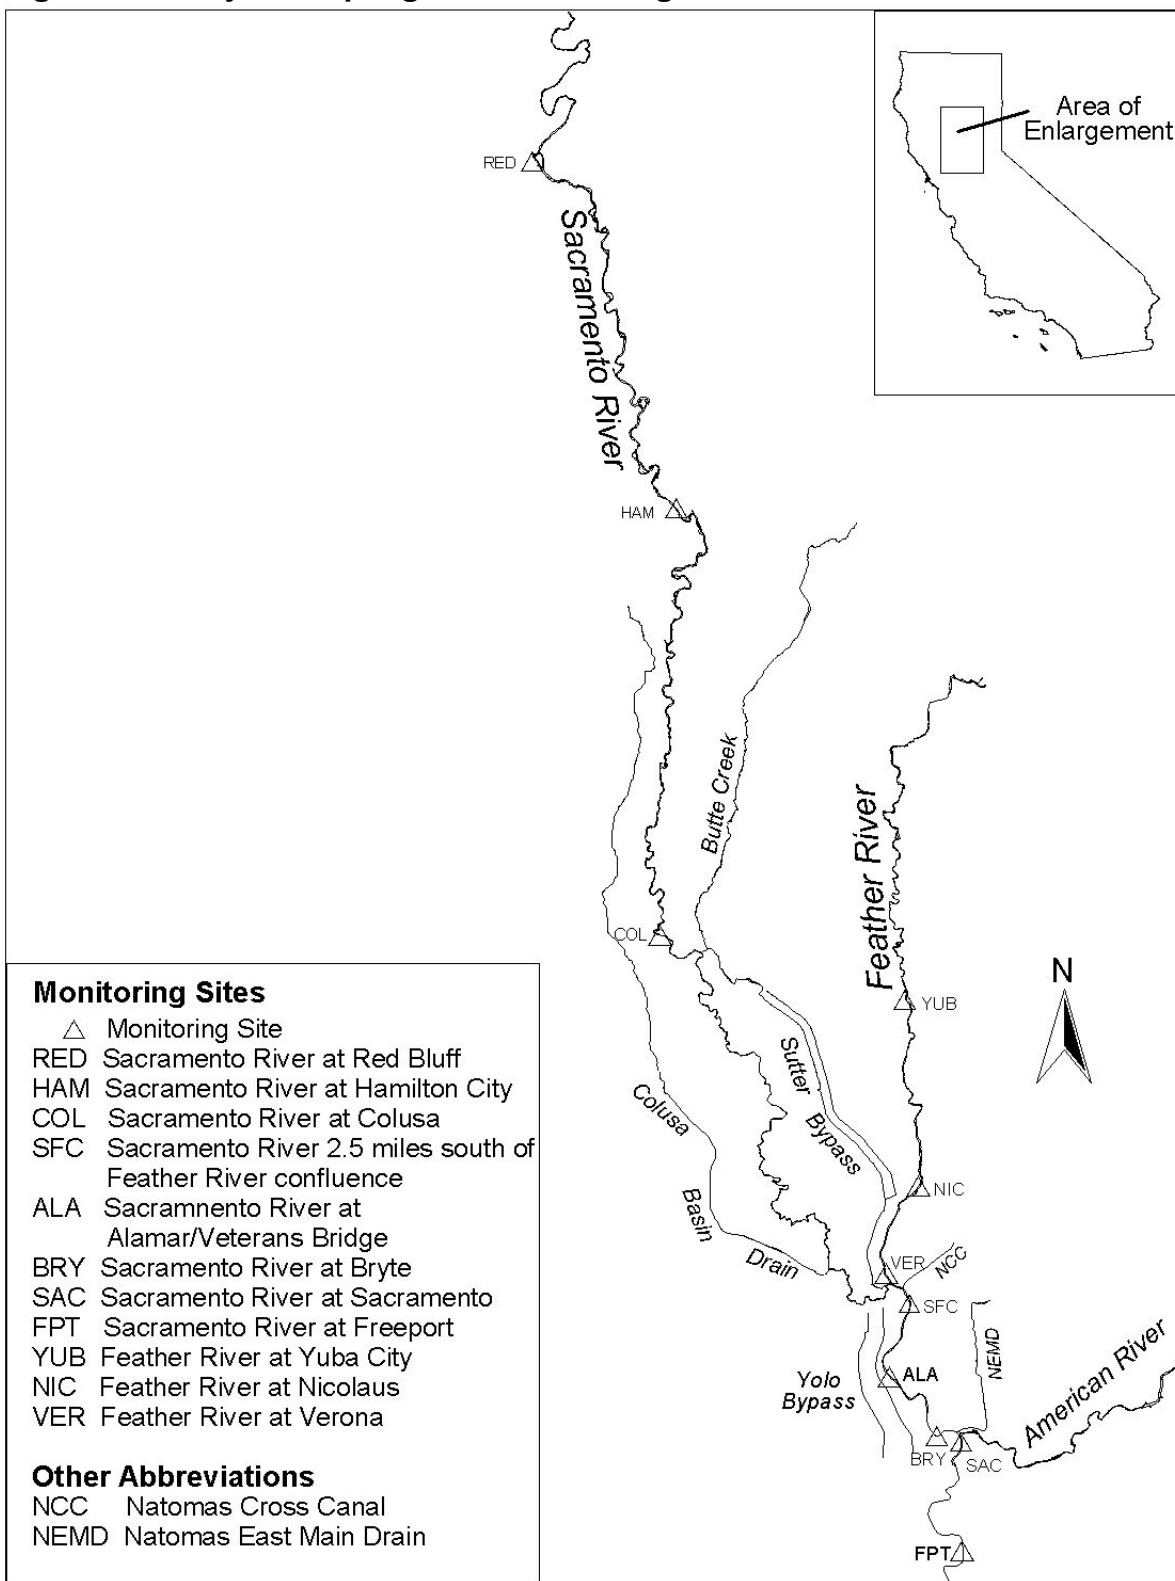 Area of
Enlargement
RED
Sacramento River
HAM
Butte Creek
Feather River
COL
YUB
N
Sutter
Bypass
Colusa
Basin
Drain
NIC
VER
NCC
SFC
NEMD
ALA
Yolo
Bypass
American River
BRY
SAC
FPT
Monitoring Sites
Monitoring Site
RED Sacramento River at Red Bluff
HAM Sacramento River at Hamilton City
COL Sacramento River at Colusa
SFC Sacramento River 2.5 miles south of
Feather River confluence
ALA Sacramnento River at
Alamar/Veterans Bridge
BRY Sacramento River at Bryte
SAC Sacramento River at Sacramento
FPT Sacramento River at Freeport
YUB Feather River at Yuba City
NIC Feather River at Nicolaus
VER Feather River at Verona
Other Abbreviations
NCC Natomas Cross Canal
NEMD Natomas East Main Drain